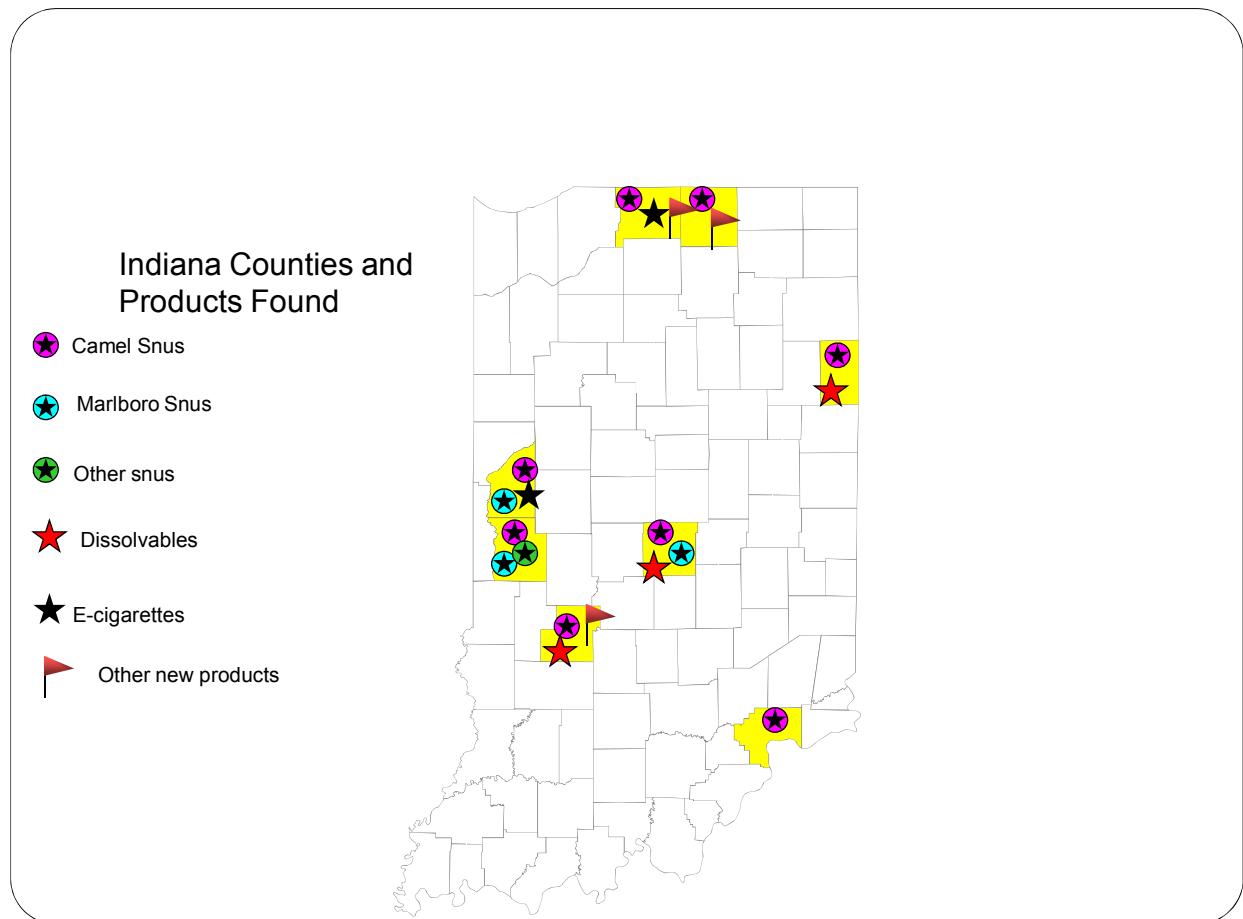 Indiana Counties and
Products Found
Camel Snus
Marlboro Snus
Other snus
Dissolvables
E-cigarettes
Other new products